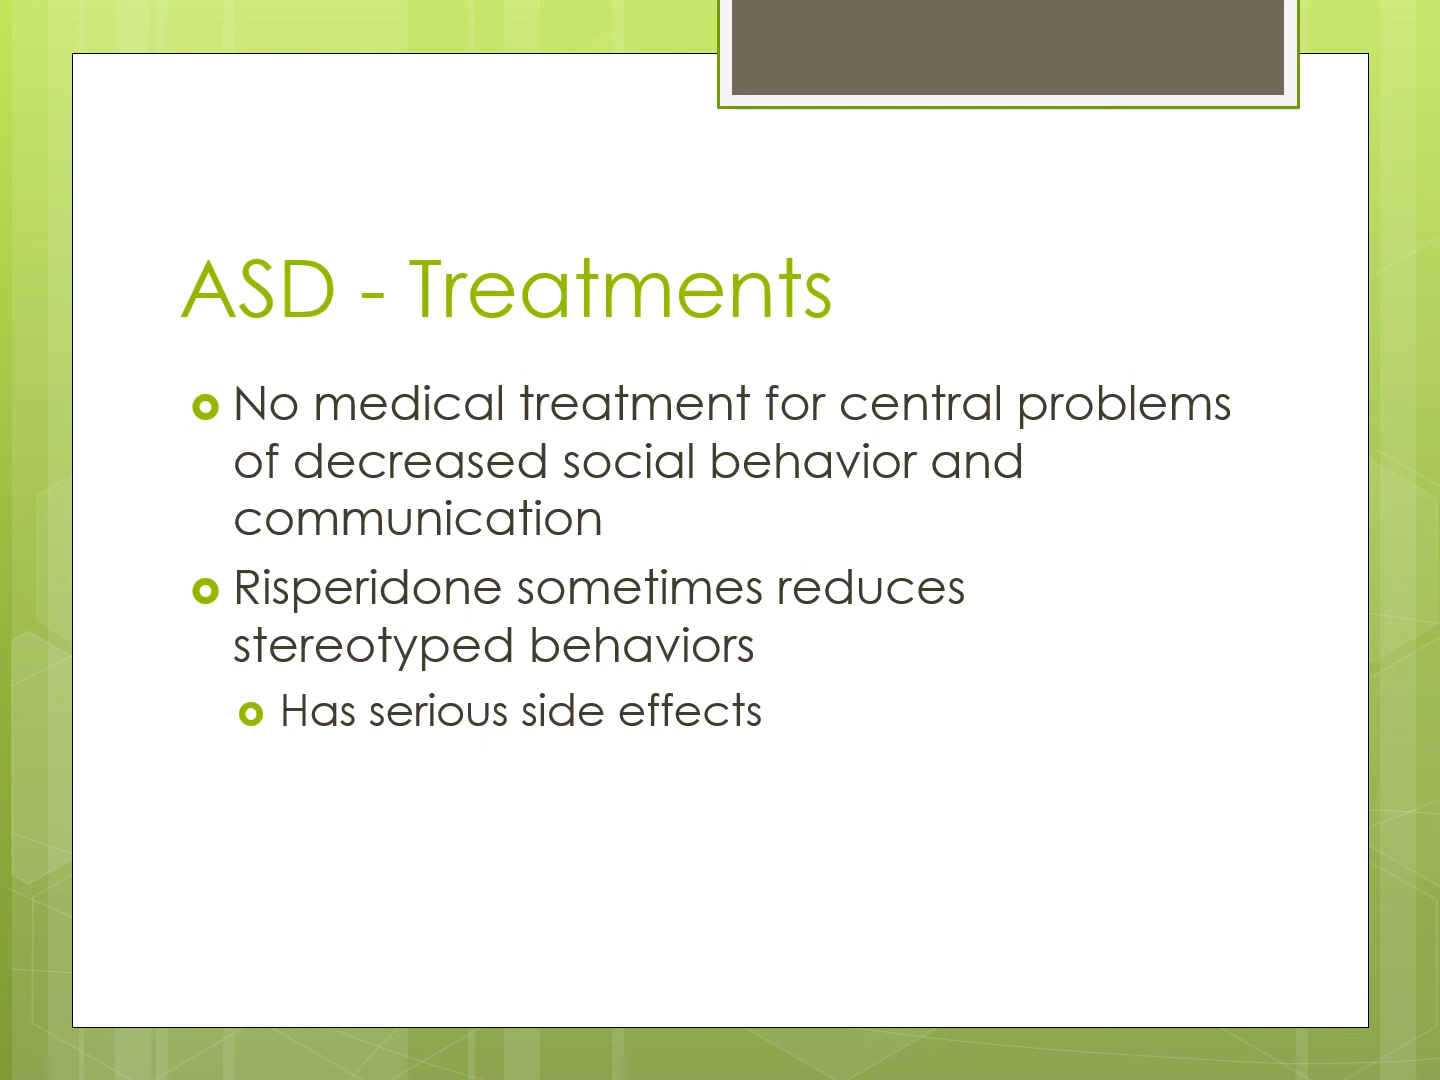 ASD - Treatments
No medical treatment for central problems
of decreased social behavior and
communication
Risperidone sometimes reduces
stereotyped behaviors
Has serious side effects